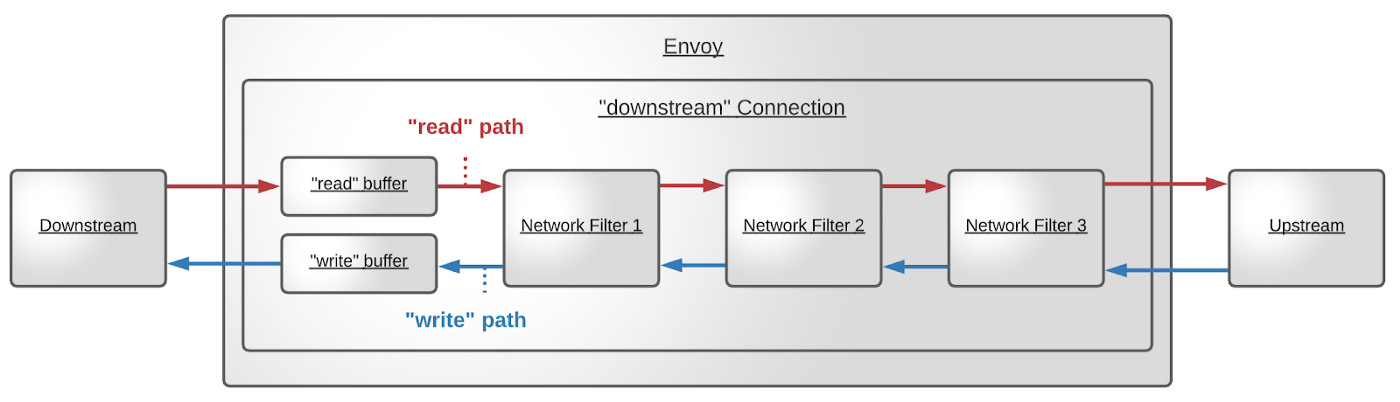 Envoy
"downstream" Connection
"read" path
"read" buffer
Downstream
Network Filter 1
Network Filter 2
Network Filter 3
Upstream
"write" buffer
"write" path